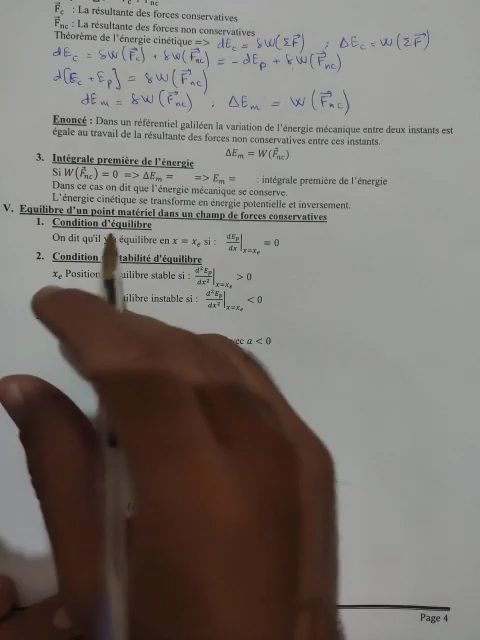 F⃗c : La résultante des forces conservatives
F⃗nc : La résultante des forces non conservatives
Théorème de l'énergie cinétique => dEc = δW(ΣF⃗) ; ΔEc = W(ΣF⃗)
dEc = δW(F⃗c) + δW(F⃗nc) = -dEp + δW(F⃗nc)
d[Ec + Ep] = δW(F⃗nc)
dEm = δW(F⃗nc) ; ΔEm = W(F⃗nc)
Enoncé : Dans un référentiel galiléen la variation de l'énergie mécanique entre deux instants est
égale au travail de la résultante des forces non conservatives entre ces instants.
ΔEm = W(F⃗nc)
3. Intégrale première de l'énergie
Si W(F⃗nc) = 0 => ΔEm = => Em = : intégrale première de l'énergie
Dans ce cas on dit que l'énergie mécanique se conserve.
L'énergie cinétique se transforme en énergie potentielle et inversement.
V. Equilibre d'un point matériel dans un champ de forces conservatives
1. Condition d'équilibre
On dit qu'il y équilibre en x = xe si : dEp/dx|x=xe = 0
2. Condition tabilité d'équilibre
xe Position uilibre stable si : d²Ep/dx²|x=xe > 0
uilibre instable si : d²Ep/dx²|x=xe < 0
ec a < 0
Page 4